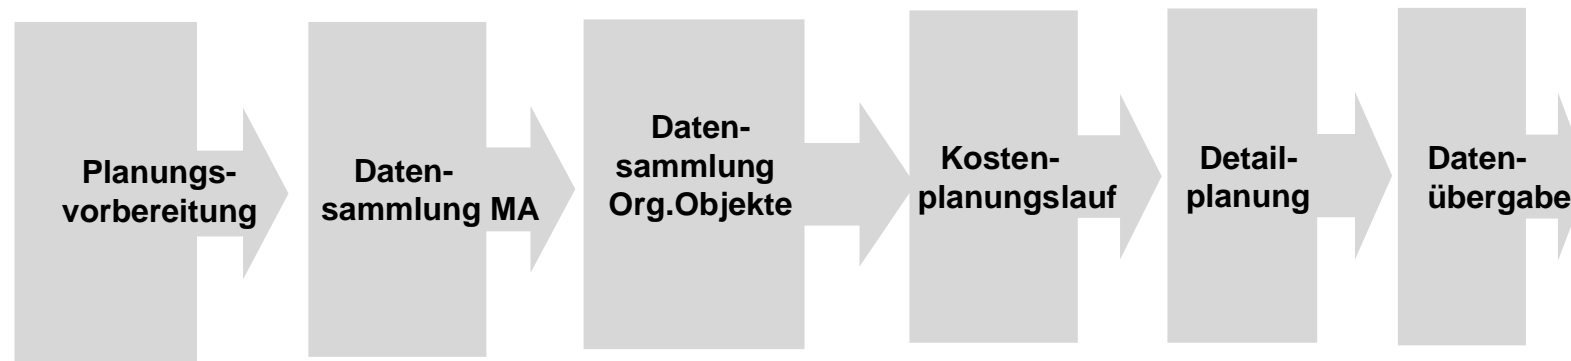 Planungs-
vorbereitung
Daten-
sammlung MA
Daten-
sammlung
Org.Objekte
Kosten-
planungslauf
Detail-
planung
Daten-
übergabe